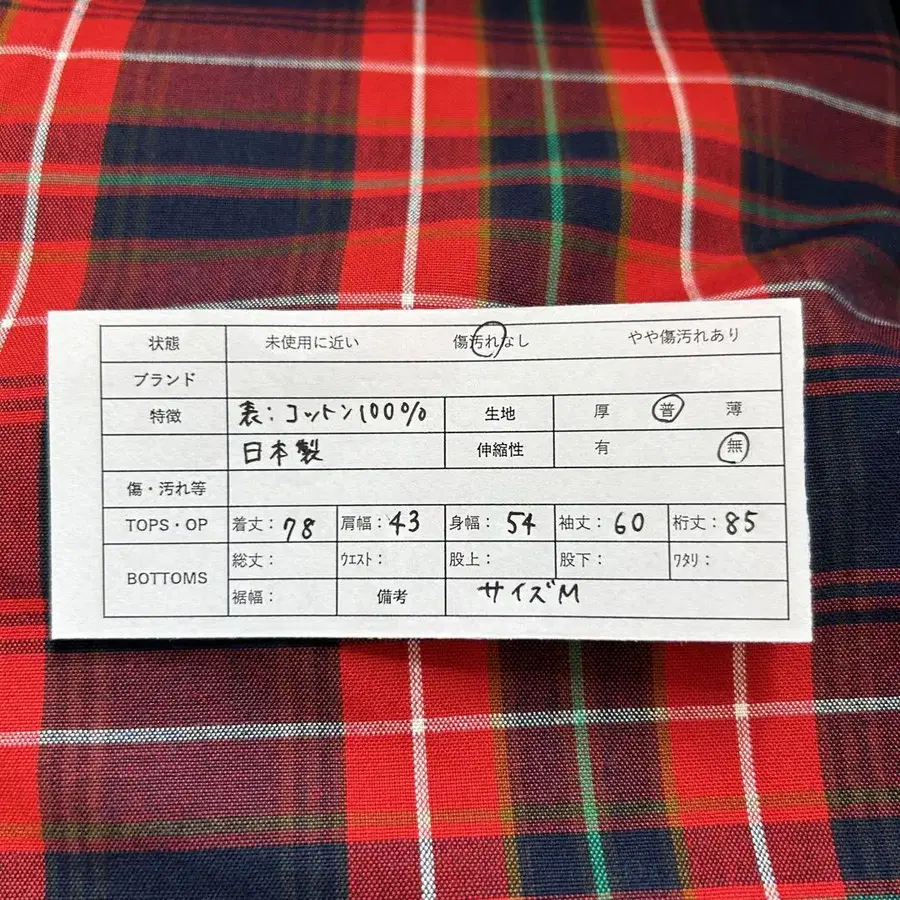 状態 未使用に近い 傷汚れなし やや傷汚れあり
ブランド
特徴 表:コットン100% 生地 厚 普 薄
日本製 伸縮性 有 無
傷・汚れ等
TOPS・OP 着丈:78 肩幅:43 身幅:54 袖丈:60 裄丈:85
BOTTOMS 総丈: ｳｴｽﾄ: 股上: 股下: ﾜﾀﾘ:
裾幅: 備考 サイズM